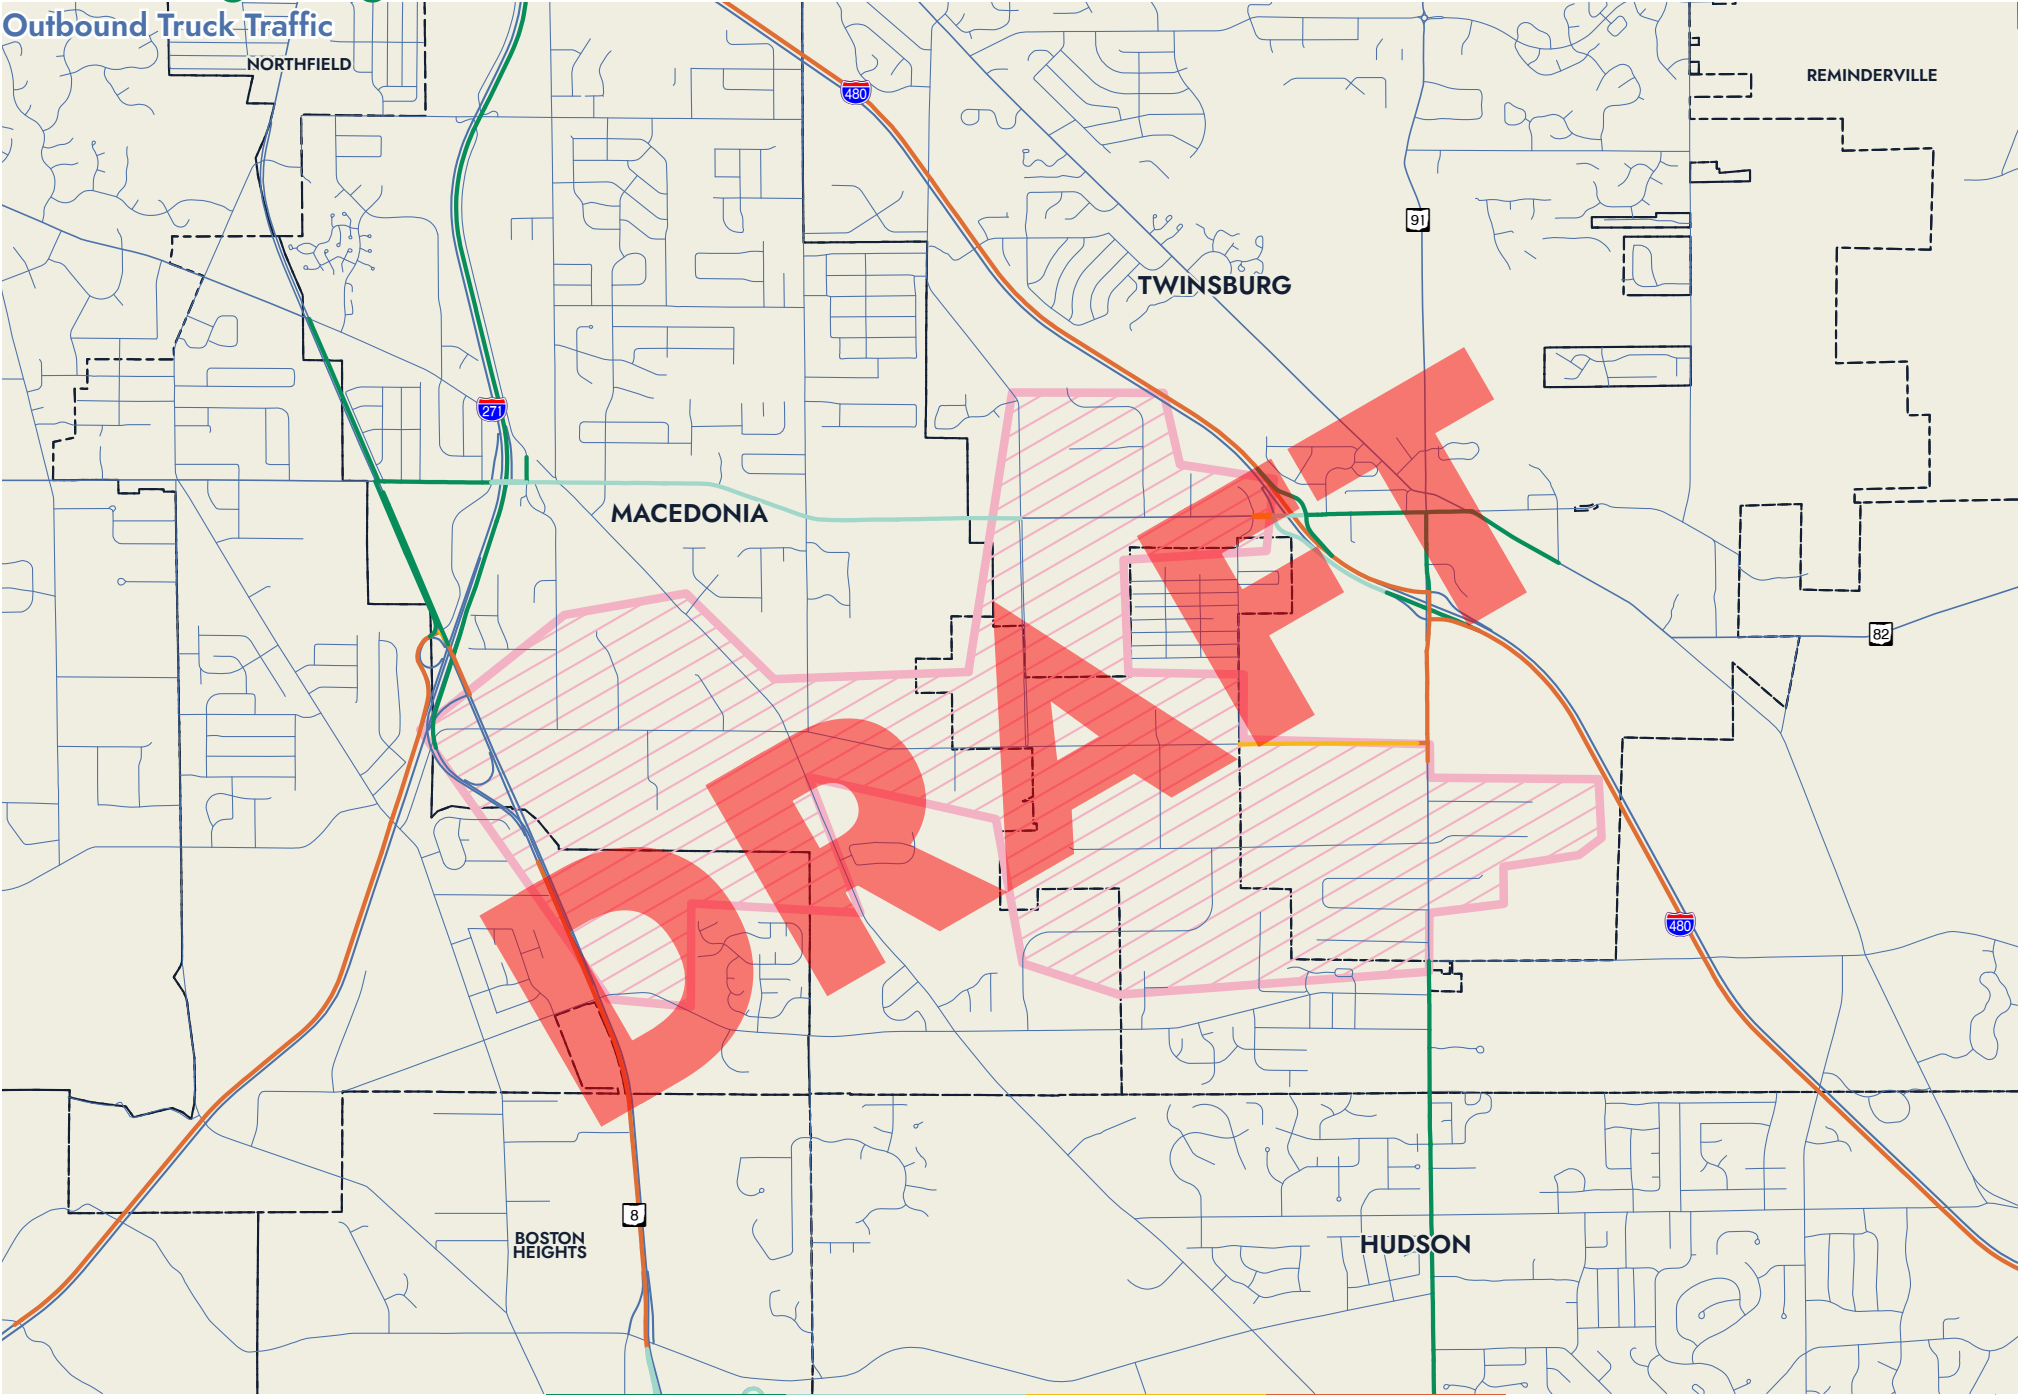 Outbound Truck Traffic
NORTHFIELD
REMINDERVILLE
480
91
TWINSBURG
271
MACEDONIA
82
DRAFT
480
8
BOSTON
HEIGHTS
HUDSON